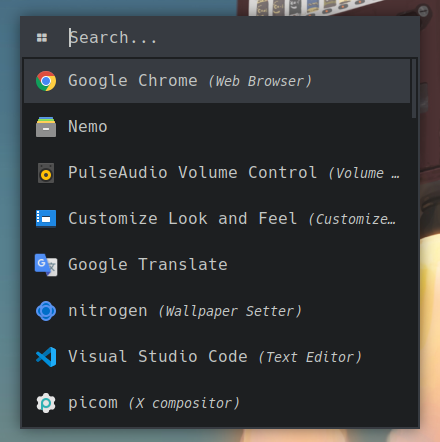 Search...
Google Chrome (Web Browser)
Nemo
PulseAudio Volume Control (Volume …
Customize Look and Feel (Customize…
Google Translate
nitrogen (Wallpaper Setter)
Visual Studio Code (Text Editor)
picom (X compositor)